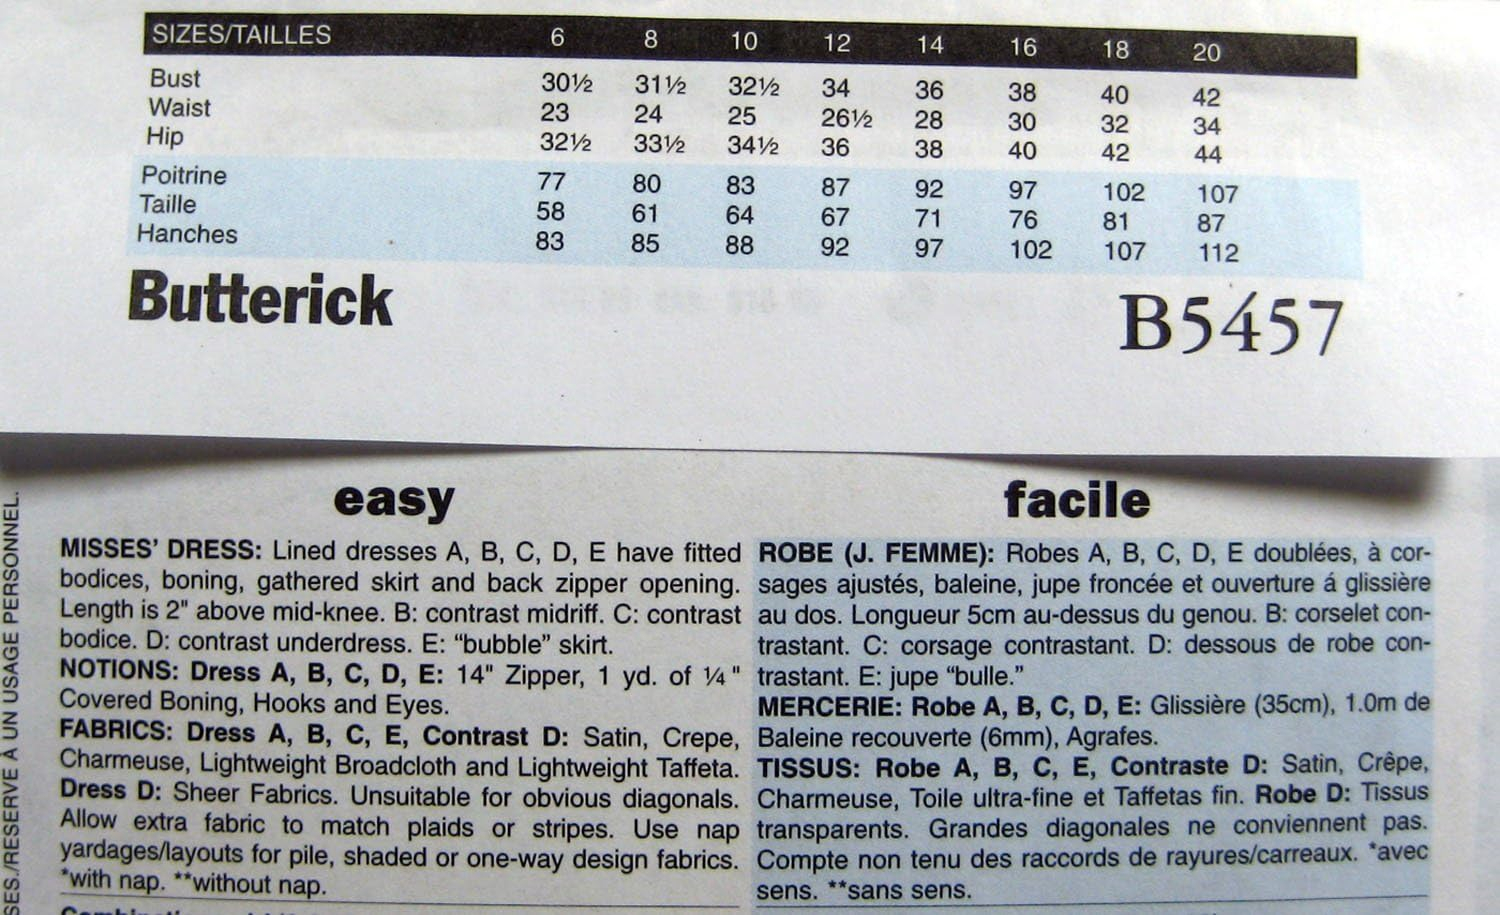 SIZES/TAILLES 6 8 10 12 14 16 18 20
Bust 30½ 31½ 32½ 34 36 38 40 42
Waist 23 24 25 26½ 28 30 32 34
Hip 32½ 33½ 34½ 36 38 40 42 44
Poitrine 77 80 83 87 92 97 102 107
Taille 58 61 64 67 71 76 81 87
Hanches 83 85 88 92 97 102 107 112
Butterick B5457
SES./RESERVE À UN USAGE PERSONNEL.
easy
MISSES' DRESS: Lined dresses A, B, C, D, E have fitted
bodices, boning, gathered skirt and back zipper opening.
Length is 2" above mid-knee. B: contrast midriff. C: contrast
bodice. D: contrast underdress. E: “bubble” skirt.
NOTIONS: Dress A, B, C, D, E: 14" Zipper, 1 yd. of ¼"
Covered Boning, Hooks and Eyes.
FABRICS: Dress A, B, C, E, Contrast D: Satin, Crepe,
Charmeuse, Lightweight Broadcloth and Lightweight Taffeta.
Dress D: Sheer Fabrics. Unsuitable for obvious diagonals.
Allow extra fabric to match plaids or stripes. Use nap
yardages/layouts for pile, shaded or one-way design fabrics.
*with nap. **without nap.
facile
ROBE (J. FEMME): Robes A, B, C, D, E doublées, à cor-
sages ajustés, baleine, jupe froncée et ouverture á glissière
au dos. Longueur 5cm au-dessus du genou. B: corselet con-
trastant. C: corsage contrastant. D: dessous de robe con-
trastant. E: jupe “bulle.”
MERCERIE: Robe A, B, C, D, E: Glissière (35cm), 1.0m de
Baleine recouverte (6mm), Agrafes.
TISSUS: Robe A, B, C, E, Contraste D: Satin, Crêpe,
Charmeuse, Toile ultra-fine et Taffetas fin. Robe D: Tissus
transparents. Grandes diagonales ne conviennent pas.
Compte non tenu des raccords de rayures/carreaux. *avec
sens. **sans sens.